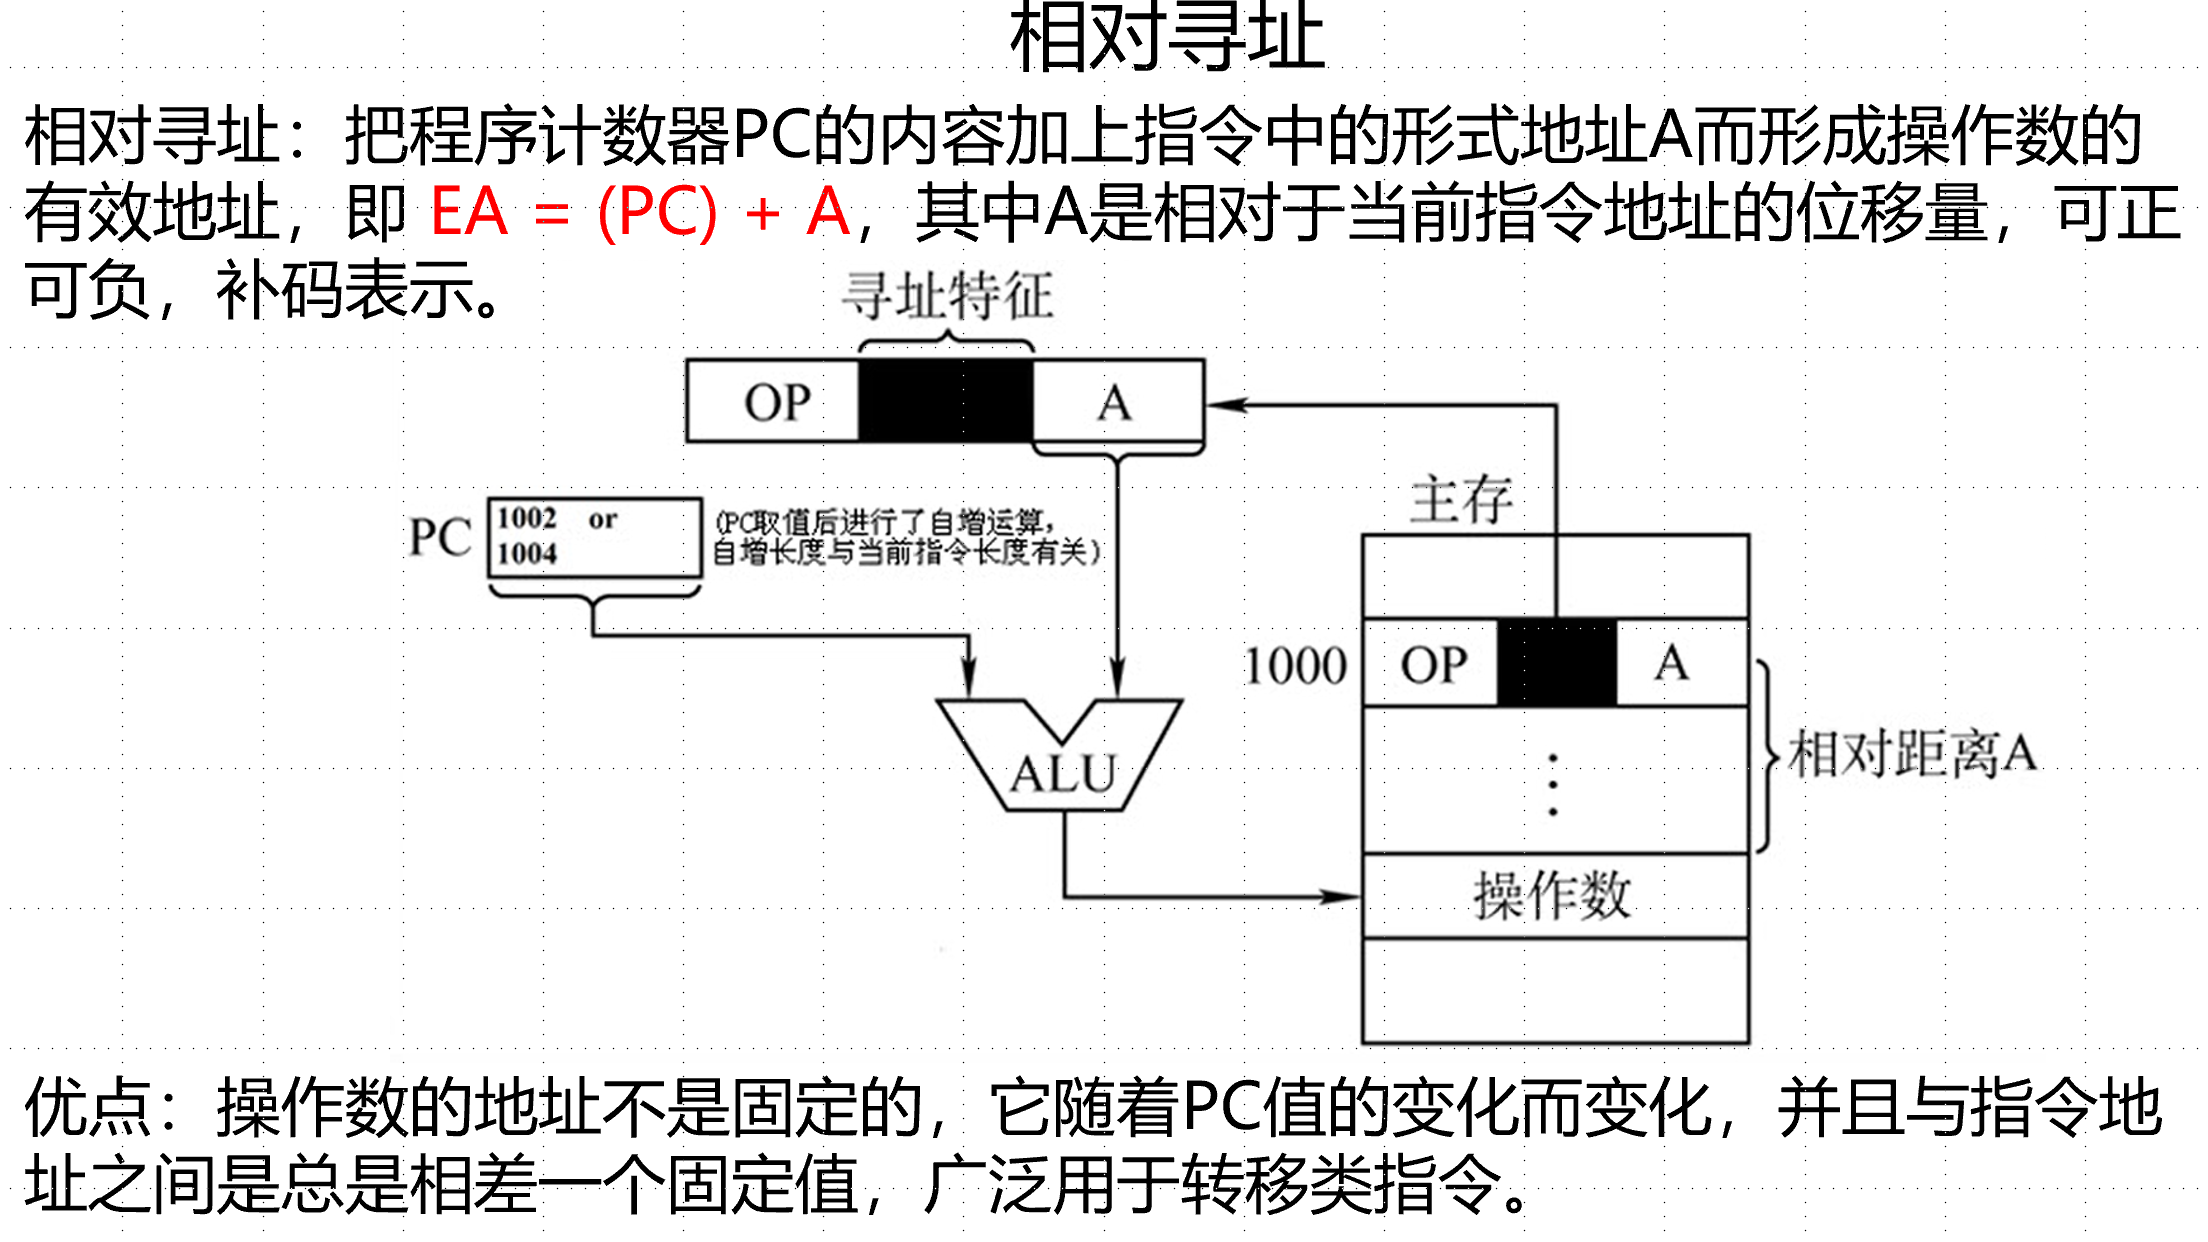 相对寻址
相对寻址：把程序计数器PC的内容加上指令中的形式地址A而形成操作数的
有效地址，即 EA = (PC) + A，其中A是相对于当前指令地址的位移量，可正
可负，补码表示。
寻址特征
OP
A
主存
PC
1002 or
1004
(PC取值后进行了自增运算，
自增长度与当前指令长度有关)
1000
OP
A
相对距离A
ALU
操作数
优点：操作数的地址不是固定的，它随着PC值的变化而变化，并且与指令地
址之间是总是相差一个固定值，广泛用于转移类指令。